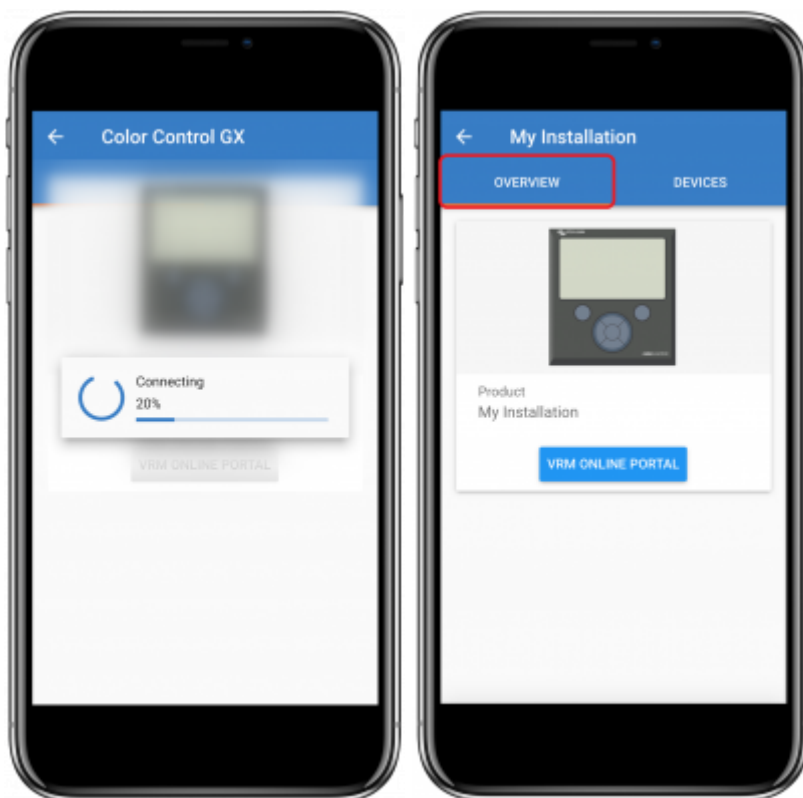 Color Control GX
Connecting
20%
VRM ONLINE PORTAL
My Installation
OVERVIEW
DEVICES
Product
My Installation
VRM ONLINE PORTAL